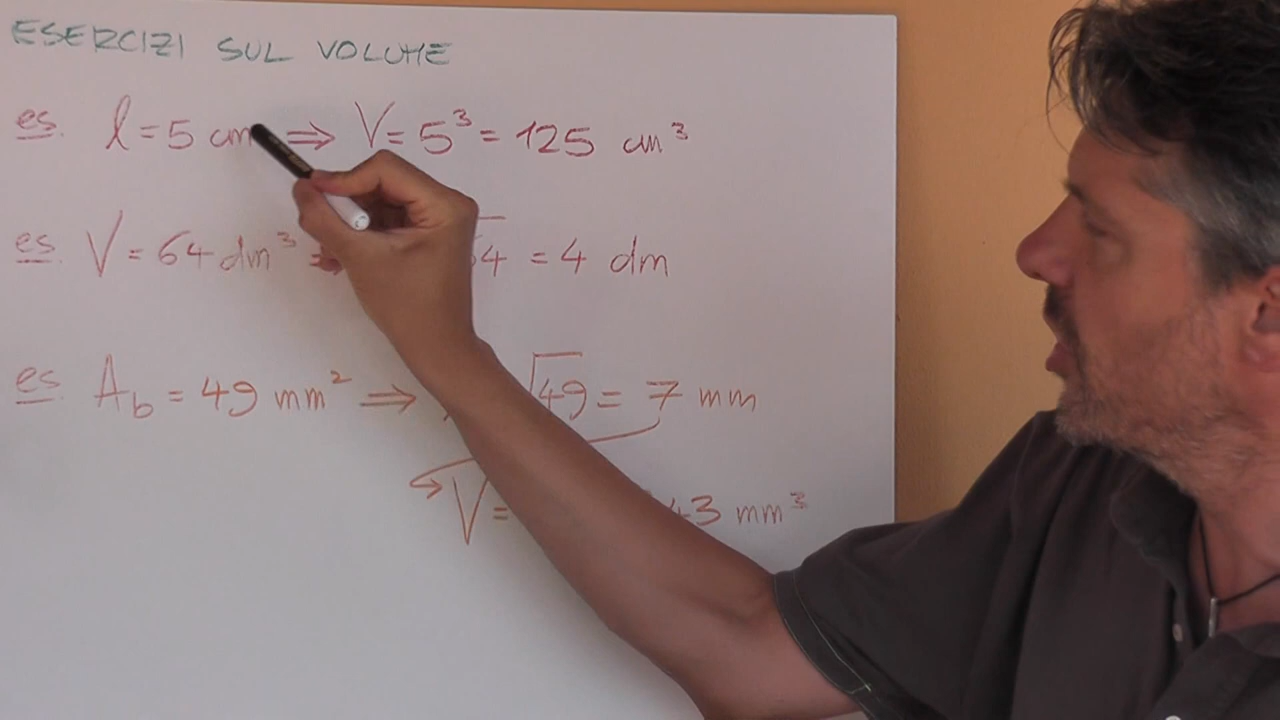 ESERCIZI SUL VOLUME
es. l = 5 cm ⇒ V = 5³ = 125 cm³
es. V = 64 dm³ 4 = 4 dm
es. A_b = 49 mm² ⇒ √49 = 7 mm
V = 43 mm³